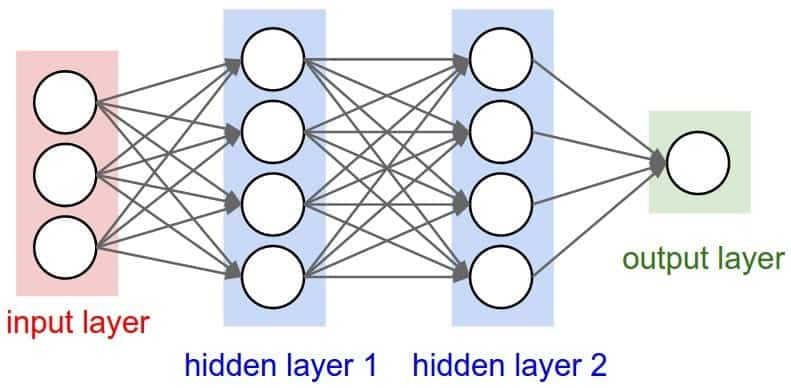 input layer
hidden layer 1
hidden layer 2
output layer